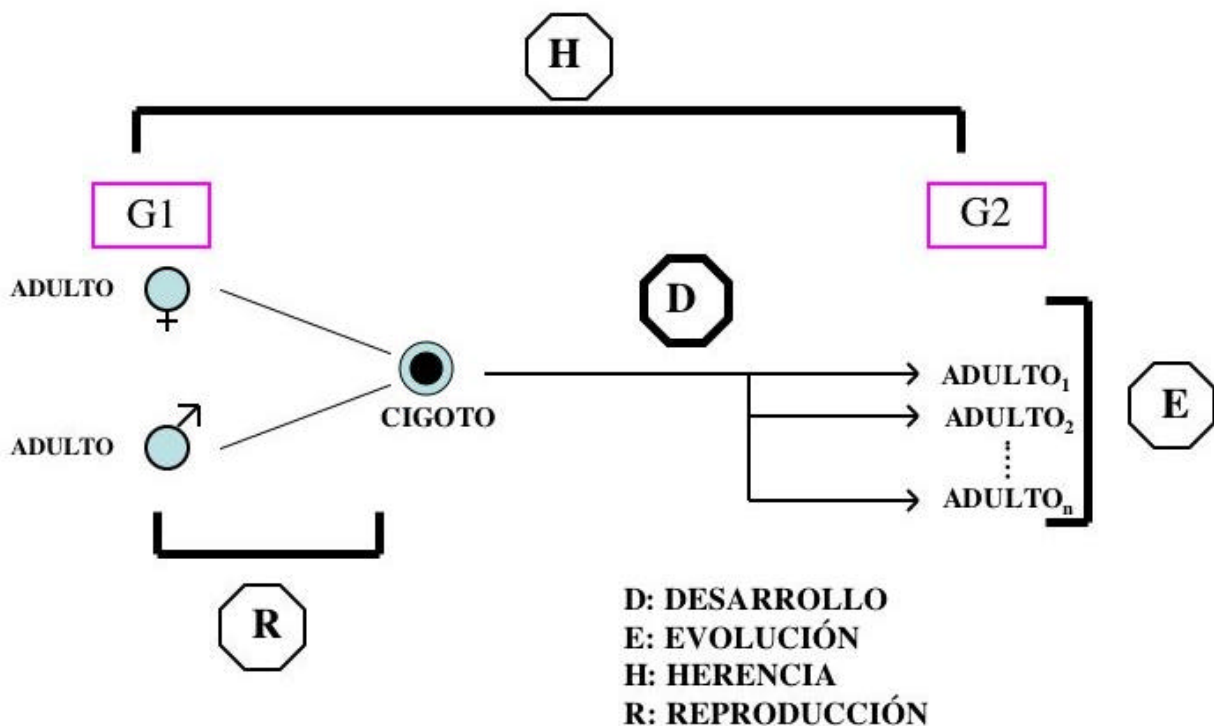 H
G1
G2
ADULTO
D
ADULTO₁
E
CIGOTO
ADULTO₂
ADULTO
ADULTOₙ
R
D: DESARROLLO
E: EVOLUCIÓN
H: HERENCIA
R: REPRODUCCIÓN